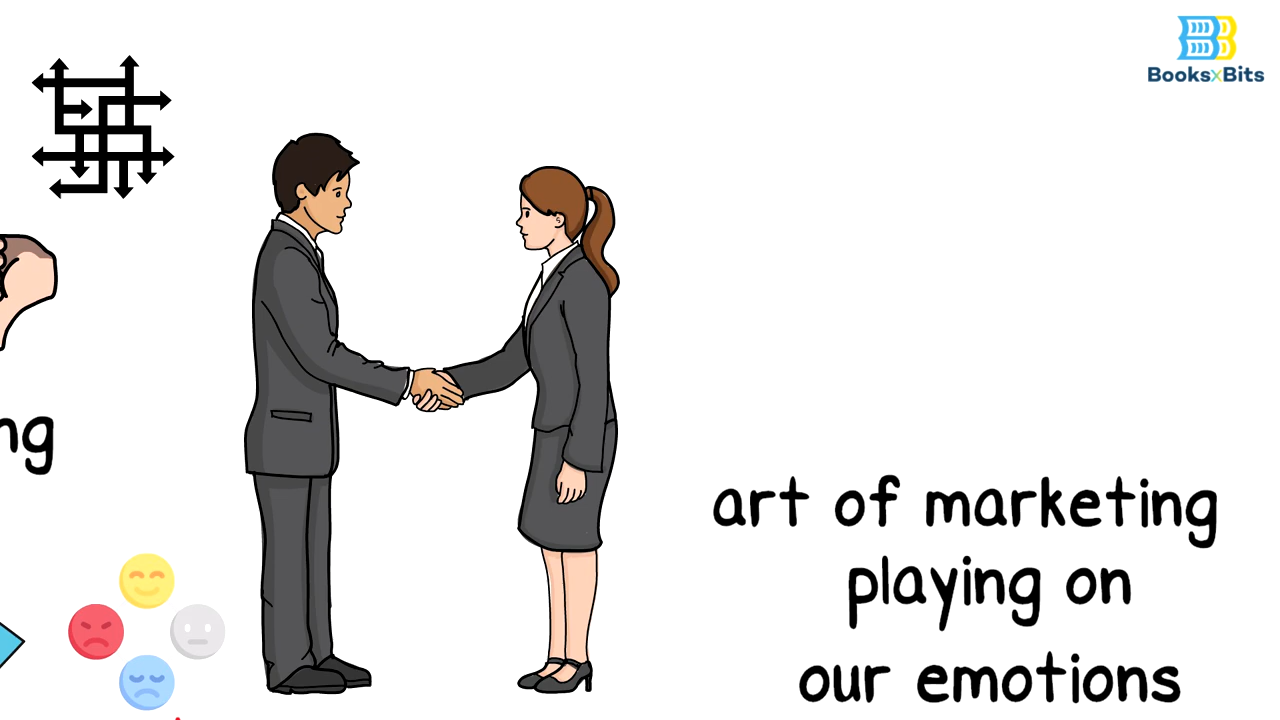 BooksxBits
art of marketing
playing on
our emotions